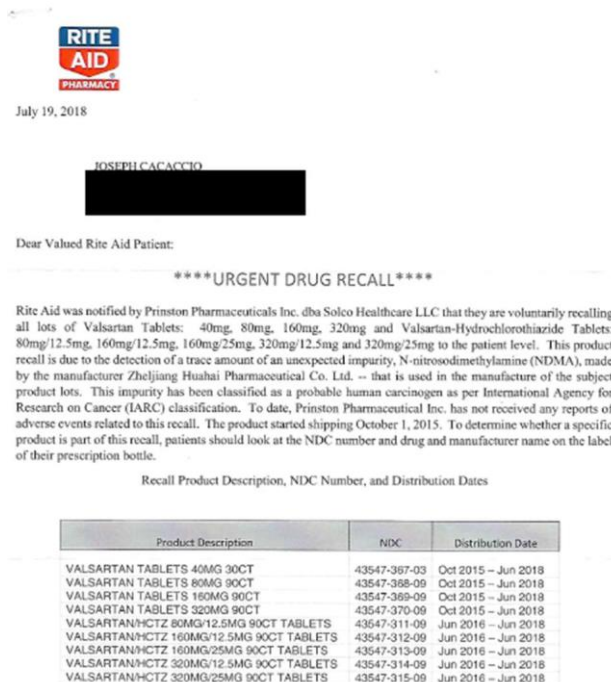 RITE
AID
®
PHARMACY
July 19, 2018
JOSEPH CACACCIO
Dear Valued Rite Aid Patient:
****URGENT DRUG RECALL****
Rite Aid was notified by Prinston Pharmaceuticals Inc. dba Solco Healthcare LLC that they are voluntarily recalling
all lots of Valsartan Tablets: 40mg, 80mg, 160mg, 320mg and Valsartan-Hydrochlorothiazide Tablets:
80mg/12.5mg, 160mg/12.5mg, 160mg/25mg, 320mg/12.5mg and 320mg/25mg to the patient level. This product
recall is due to the detection of a trace amount of an unexpected impurity, N-nitrosodimethylamine (NDMA), made
by the manufacturer Zheljiang Huahai Pharmaceutical Co. Ltd. -- that is used in the manufacture of the subject
product lots. This impurity has been classified as a probable human carcinogen as per International Agency for
Research on Cancer (IARC) classification. To date, Prinston Pharmaceutical Inc. has not received any reports of
adverse events related to this recall. The product started shipping October 1, 2015. To determine whether a specific
product is part of this recall, patients should look at the NDC number and drug and manufacturer name on the label
of their prescription bottle.
Recall Product Description, NDC Number, and Distribution Dates
Product Description NDC Distribution Date
VALSARTAN TABLETS 40MG 30CT 43547-367-03 Oct 2015 – Jun 2018
VALSARTAN TABLETS 80MG 90CT 43547-368-09 Oct 2015 – Jun 2018
VALSARTAN TABLETS 160MG 90CT 43547-369-09 Oct 2015 – Jun 2018
VALSARTAN TABLETS 320MG 90CT 43547-370-09 Oct 2015 – Jun 2018
VALSARTAN/HCTZ 80MG/12.5MG 90CT TABLETS 43547-311-09 Jun 2016 – Jun 2018
VALSARTAN/HCTZ 160MG/12.5MG 90CT TABLETS 43547-312-09 Jun 2016 – Jun 2018
VALSARTAN/HCTZ 160MG/25MG 90CT TABLETS 43547-313-09 Jun 2016 – Jun 2018
VALSARTAN/HCTZ 320MG/12.5MG 90CT TABLETS 43547-314-09 Jun 2016 – Jun 2018
VALSARTAN/HCTZ 320MG/25MG 90CT TABLETS 43547-315-09 Jun 2016 – Jun 2018